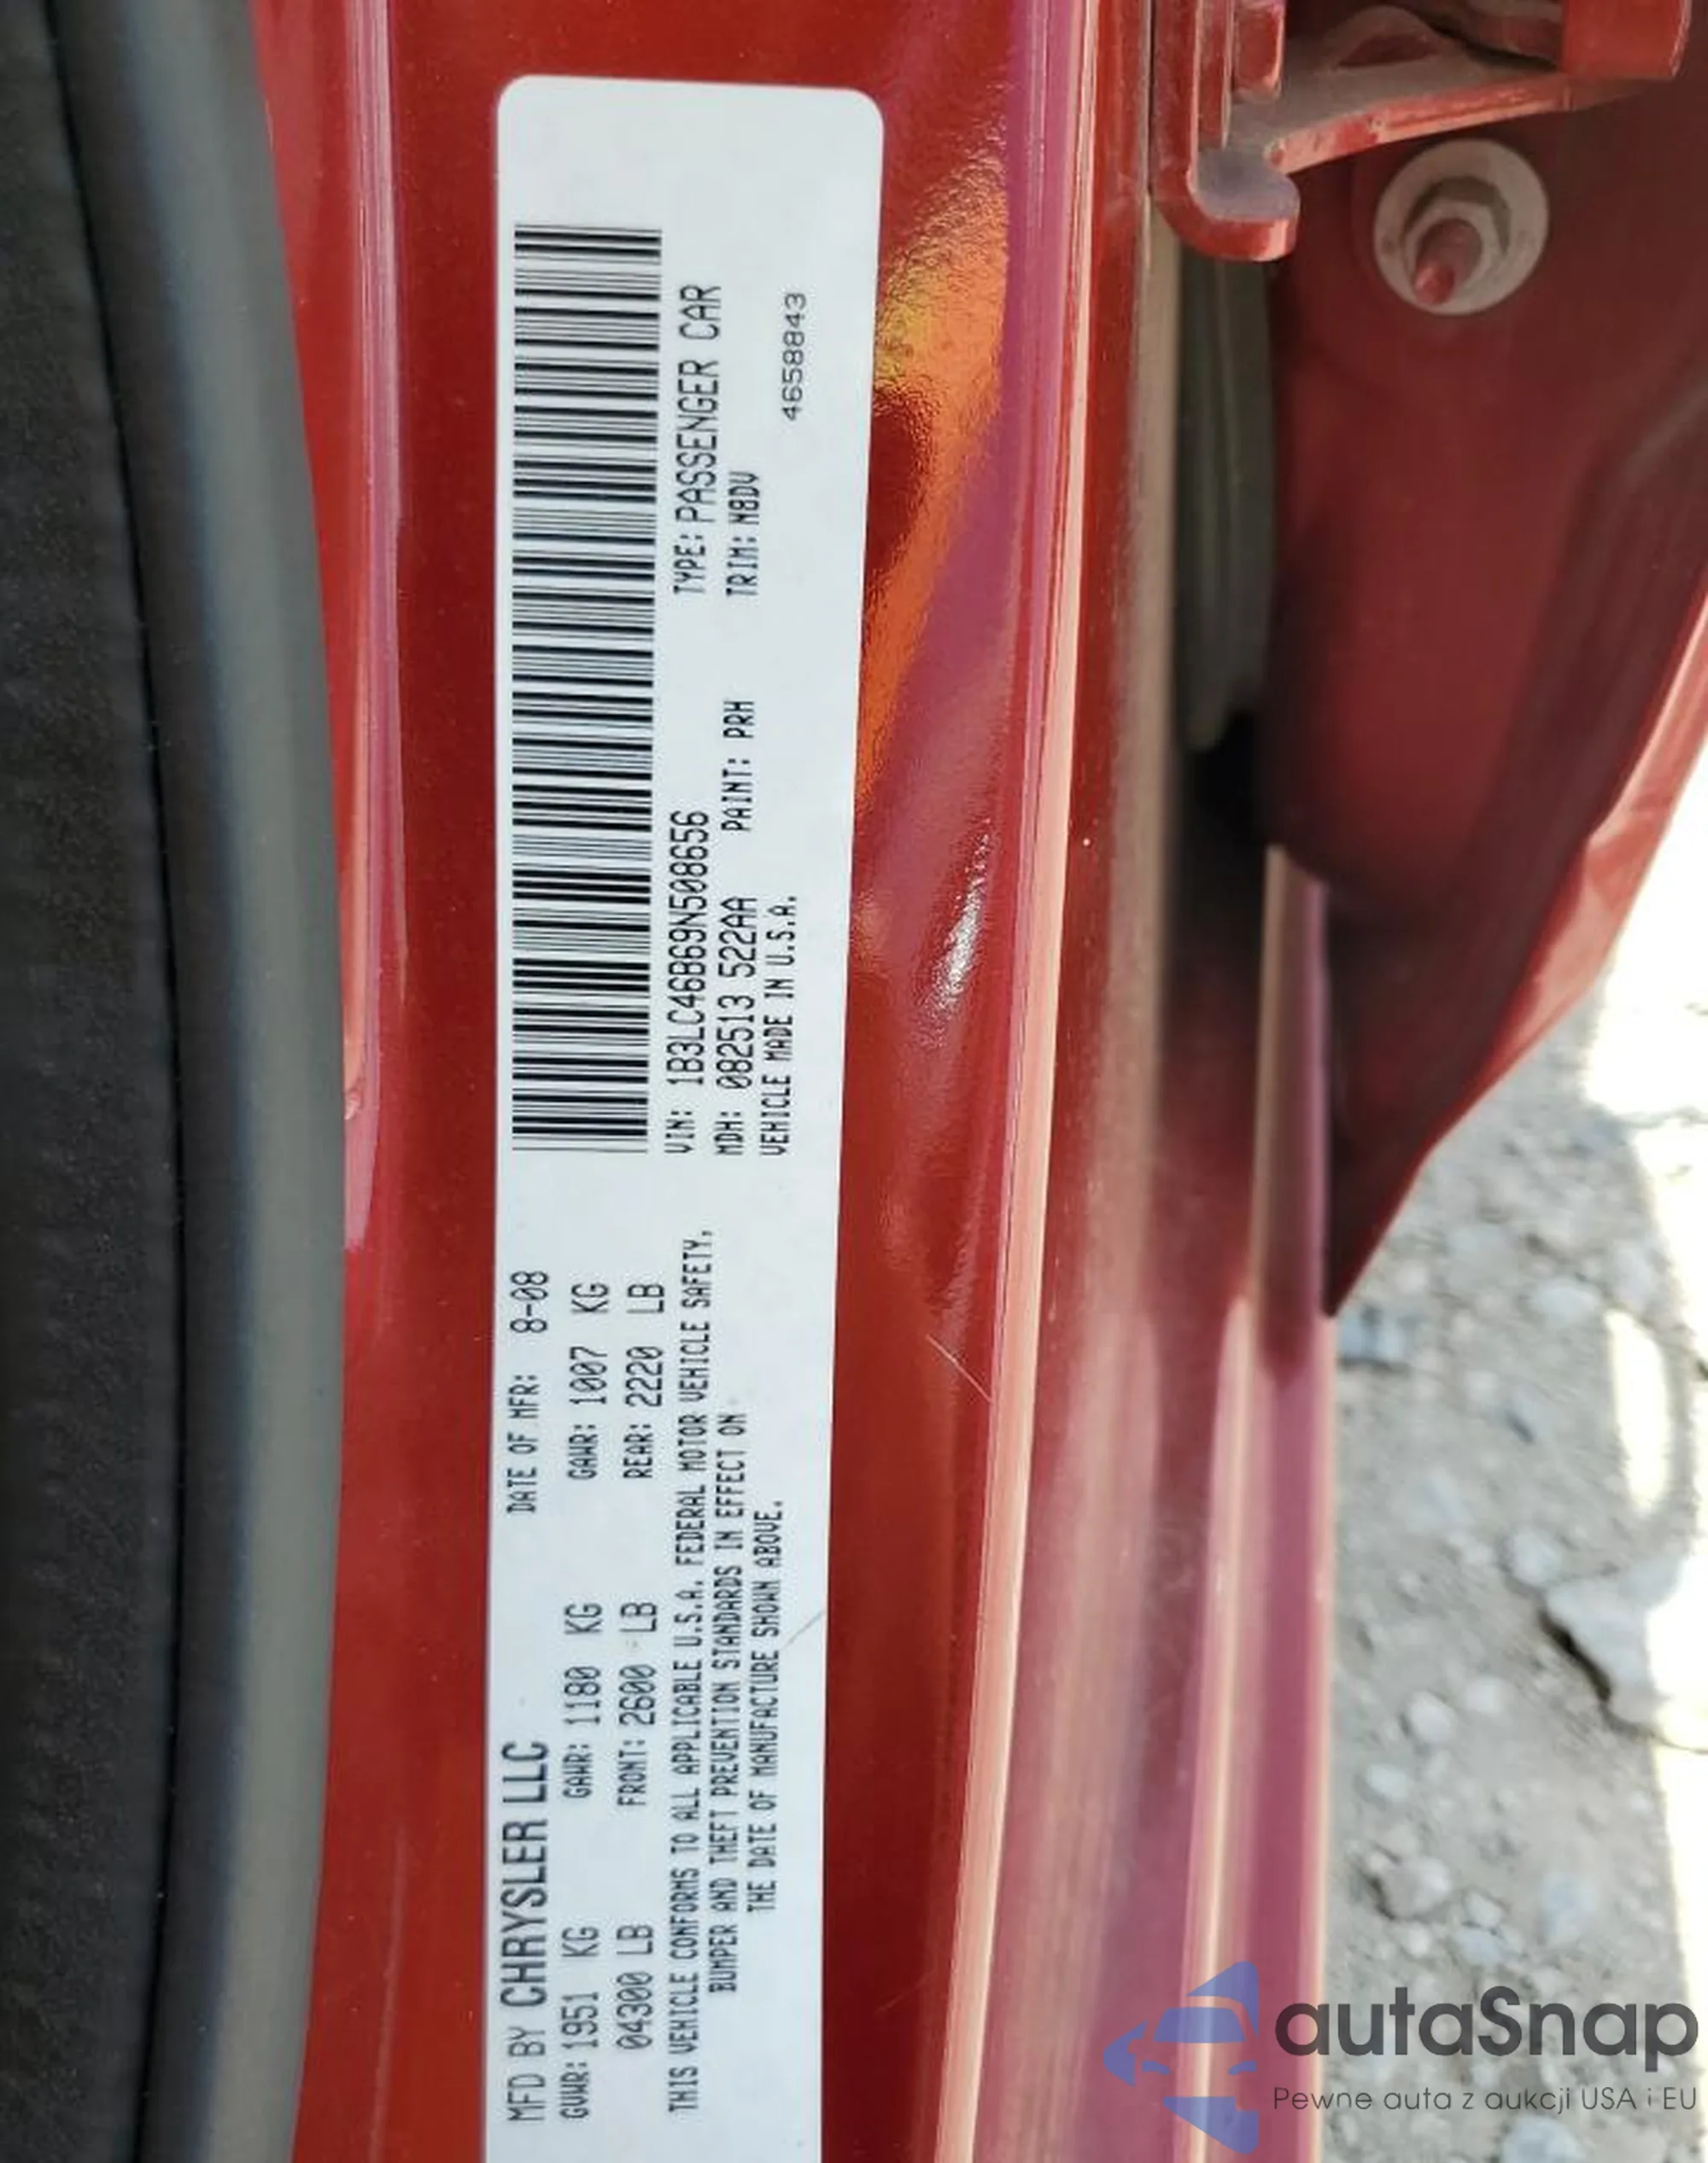 MFD BY CHRYSLER LLC DATE OF MFR: 8-08
GVWR: 1951 KG GAWR: 1180 KG GAWR: 1007 KG
04300 LB FRONT: 2600 LB REAR: 2220 LB
THIS VEHICLE CONFORMS TO ALL APPLICABLE U.S.A. FEDERAL MOTOR VEHICLE SAFETY,
BUMPER AND THEFT PREVENTION STANDARDS IN EFFECT ON
THE DATE OF MANUFACTURE SHOWN ABOVE.
VIN: 1B3LC46B69N508656 TYPE: PASSENGER CAR
MDH: 082513 522AA PAINT: PRH TRIM: M8DV
VEHICLE MADE IN U.S.A.
4658843
autaSnap
Pewne auta z aukcji USA i EU